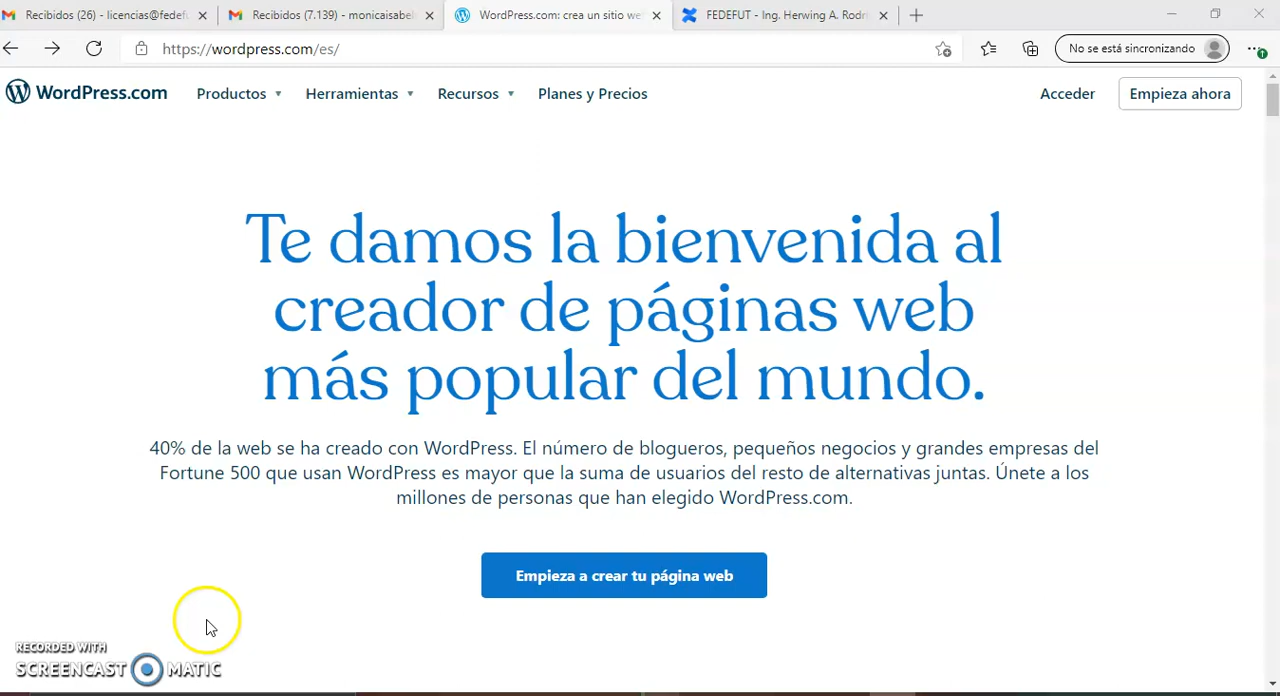 Recibidos (26) - licencias@fedef
Recibidos (7.139) - monicaisabe
WordPress.com: crea un sitio we
FEDEFUT - Ing. Herwing A. Rodr
https://wordpress.com/es/
No se está sincronizando
WordPress.com
Productos
Herramientas
Recursos
Planes y Precios
Acceder
Empieza ahora
Te damos la bienvenida al
creador de páginas web
más popular del mundo.
40% de la web se ha creado con WordPress. El número de blogueros, pequeños negocios y grandes empresas del
Fortune 500 que usan WordPress es mayor que la suma de usuarios del resto de alternativas juntas. Únete a los
millones de personas que han elegido WordPress.com.
Empieza a crear tu página web
RECORDED WITH
SCREENCAST MATIC